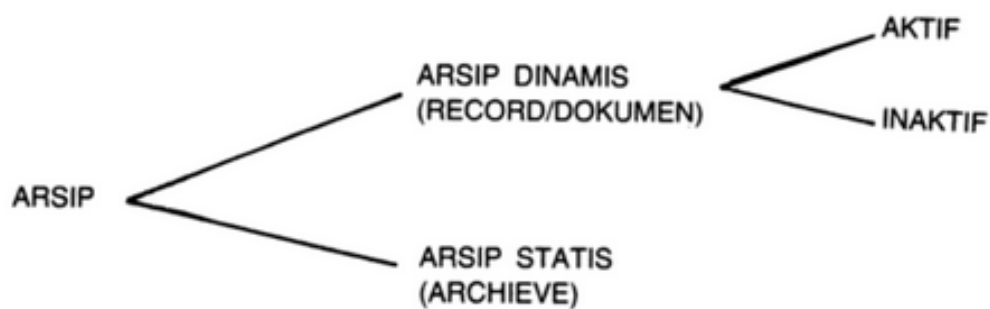 AKTIF
ARSIP DINAMIS
(RECORD/DOKUMEN)
INAKTIF
ARSIP
ARSIP STATIS
(ARCHIEVE)